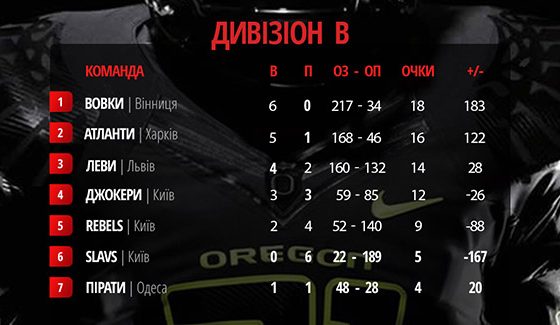 ДИВІЗІОН В
КОМАНДА В П ОЗ - ОП ОЧКИ +/-
1 ВОВКИ | Вінниця 6 0 217 - 34 18 183
2 АТЛАНТИ | Харків 5 1 168 - 46 16 122
3 ЛЕВИ | Львів 4 2 160 - 132 14 28
4 ДЖОКЕРИ | Київ 3 3 59 - 85 12 -26
5 REBELS | Київ 2 4 52 - 140 9 -88
6 SLAVS | Київ 0 6 22 - 189 5 -167
OREGON
7 ПІРАТИ | Одеса 1 1 48 - 28 4 20